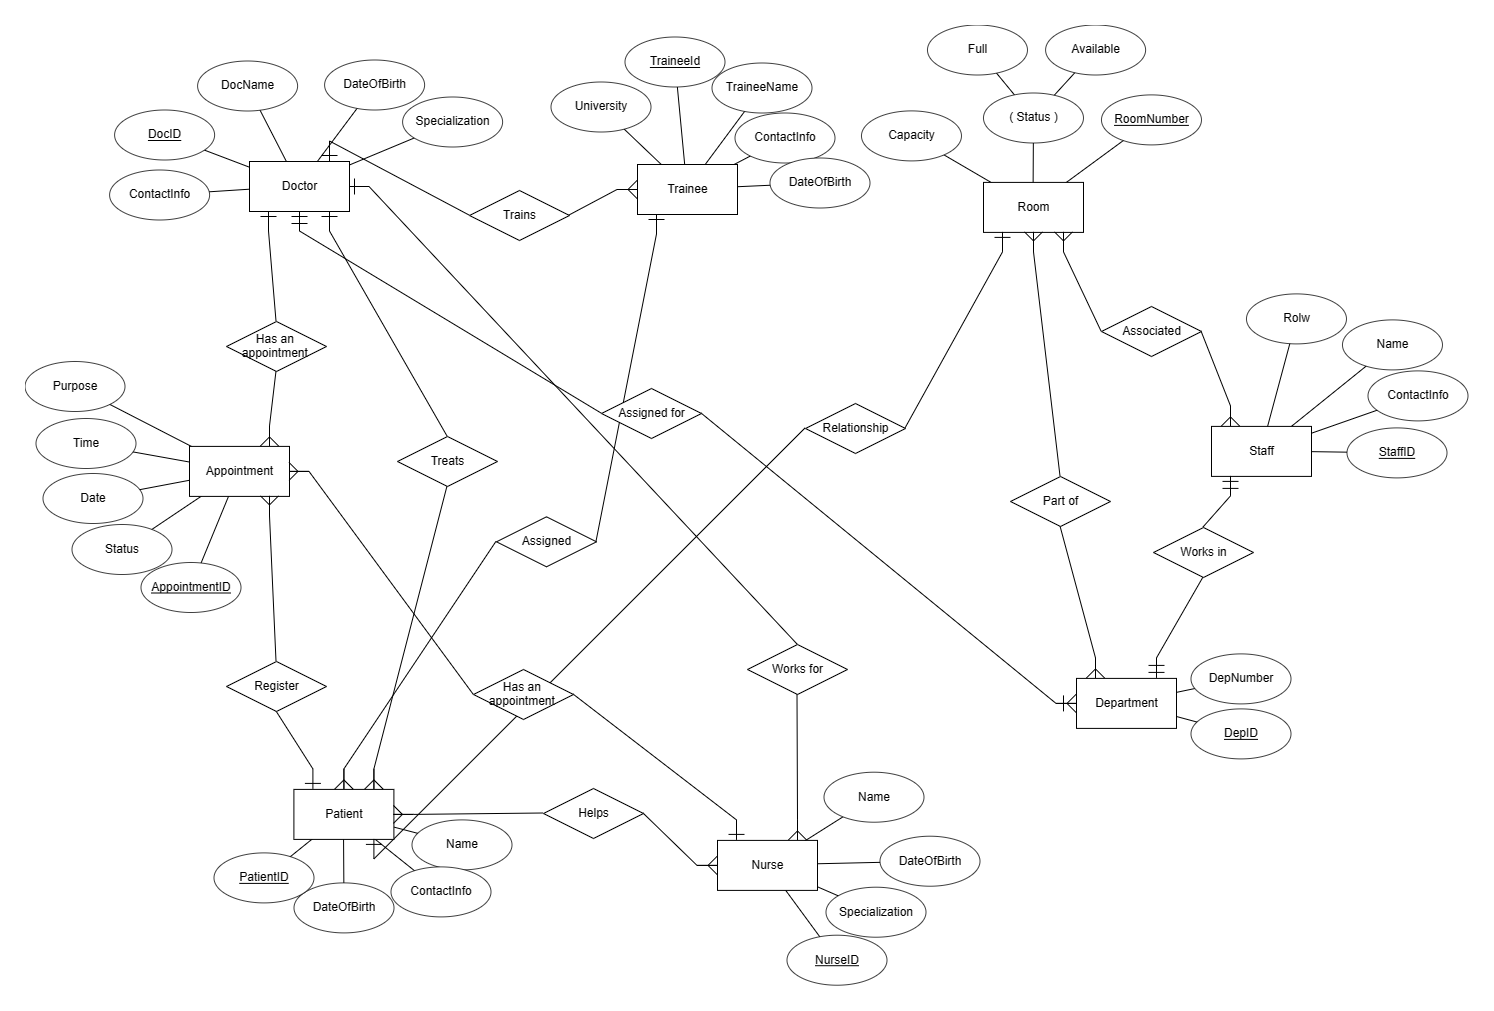 Full
Available
TraineeId
DocName
DateOfBirth
TraineeName
University
Specialization
( Status )
RoomNumber
DocID
Capacity
ContactInfo
Doctor
ContactInfo
Trainee
DateOfBirth
Trains
Room
Rolw
Associated
Name
Has an
appointment
Purpose
ContactInfo
Assigned for
Relationship
Time
Staff
StaffID
Appointment
Treats
Date
Part of
Status
Assigned
Works in
AppointmentID
Register
Has an
appointment
Works for
DepNumber
Department
DepID
Name
Patient
Helps
Name
Nurse
DateOfBirth
PatientID
ContactInfo
DateOfBirth
Specialization
NurseID